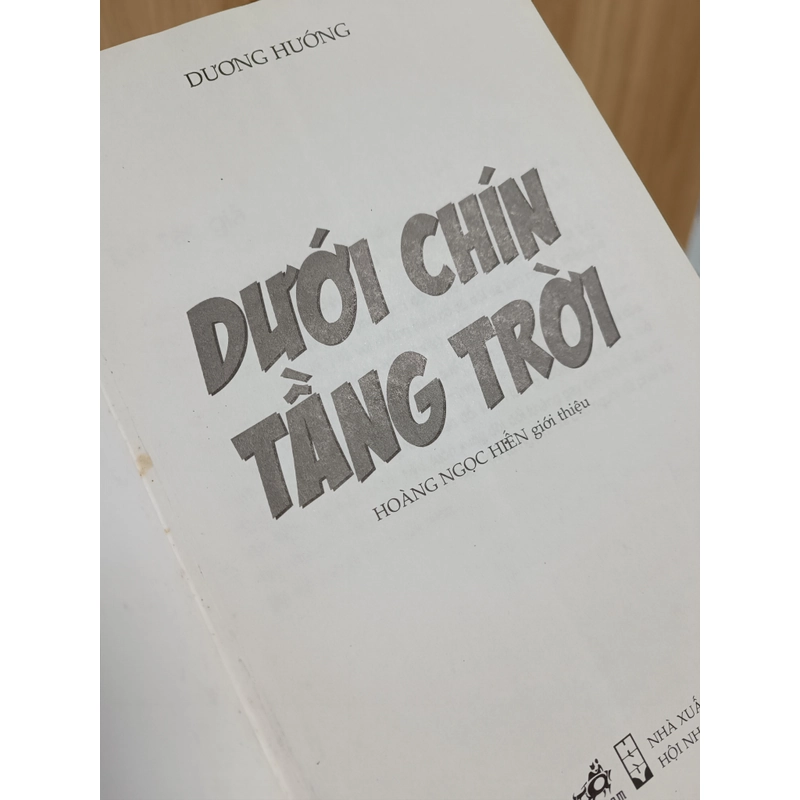 DƯƠNG HƯỚNG
DƯỚI CHÍN
TẦNG TRỜI
HOÀNG NGỌC HIẾN giới thiệu
NHÀ XUẤ
HỘI NH